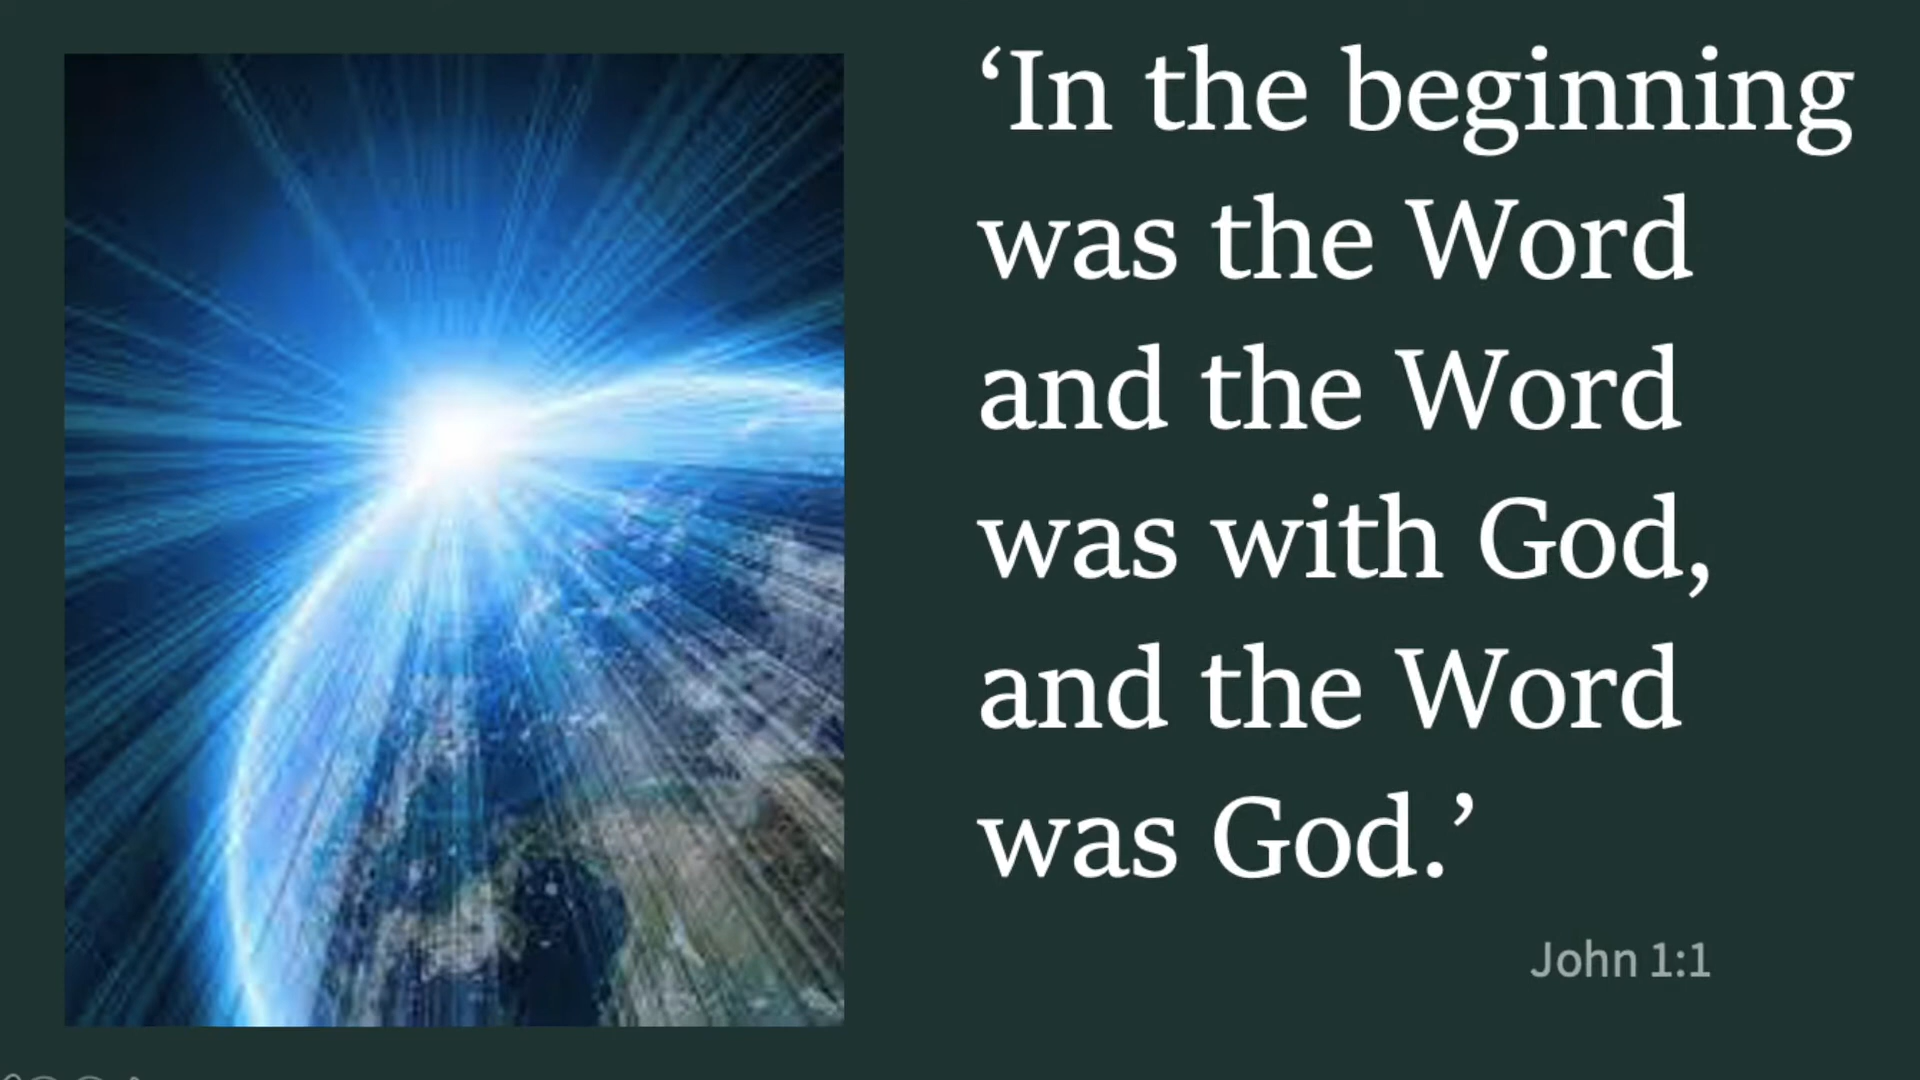 ‘In the beginning
was the Word
and the Word
was with God,
and the Word
was God.’
John 1:1